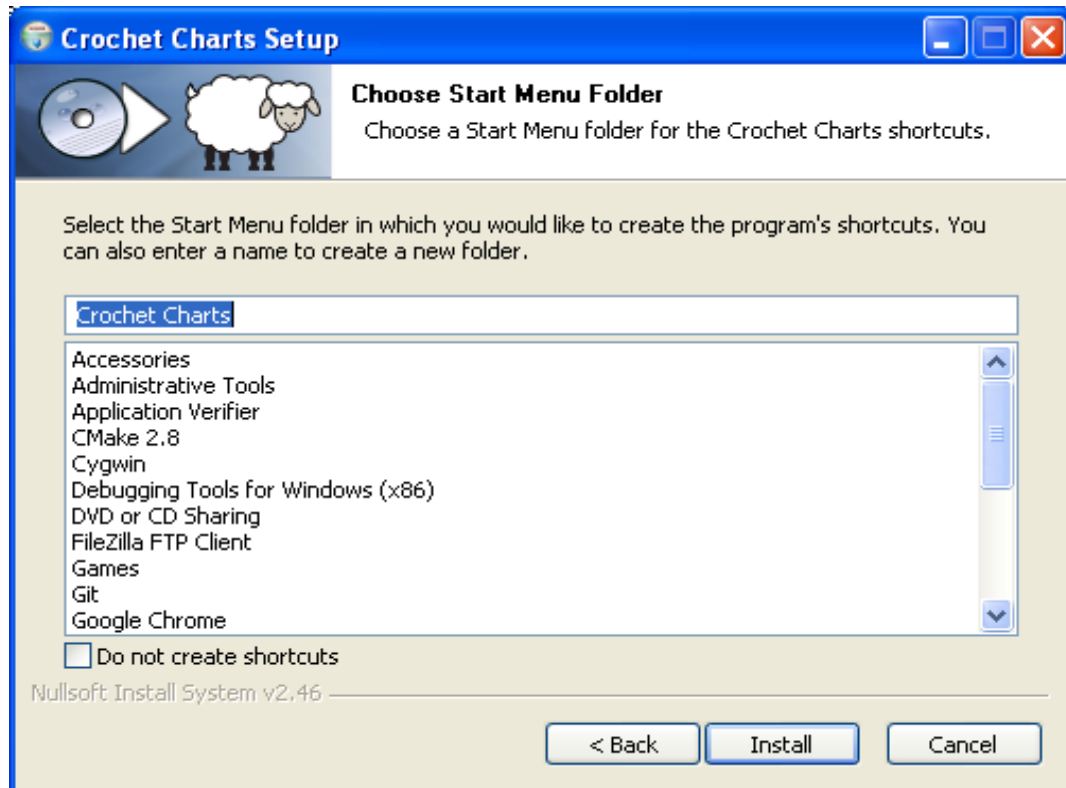 Crochet Charts Setup
Choose Start Menu Folder
Choose a Start Menu folder for the Crochet Charts shortcuts.
Select the Start Menu folder in which you would like to create the program's shortcuts. You
can also enter a name to create a new folder.
Crochet Charts
Accessories
Administrative Tools
Application Verifier
CMake 2.8
Cygwin
Debugging Tools for Windows (x86)
DVD or CD Sharing
FileZilla FTP Client
Games
Git
Google Chrome
Do not create shortcuts
Nullsoft Install System v2.46
< Back
Install
Cancel